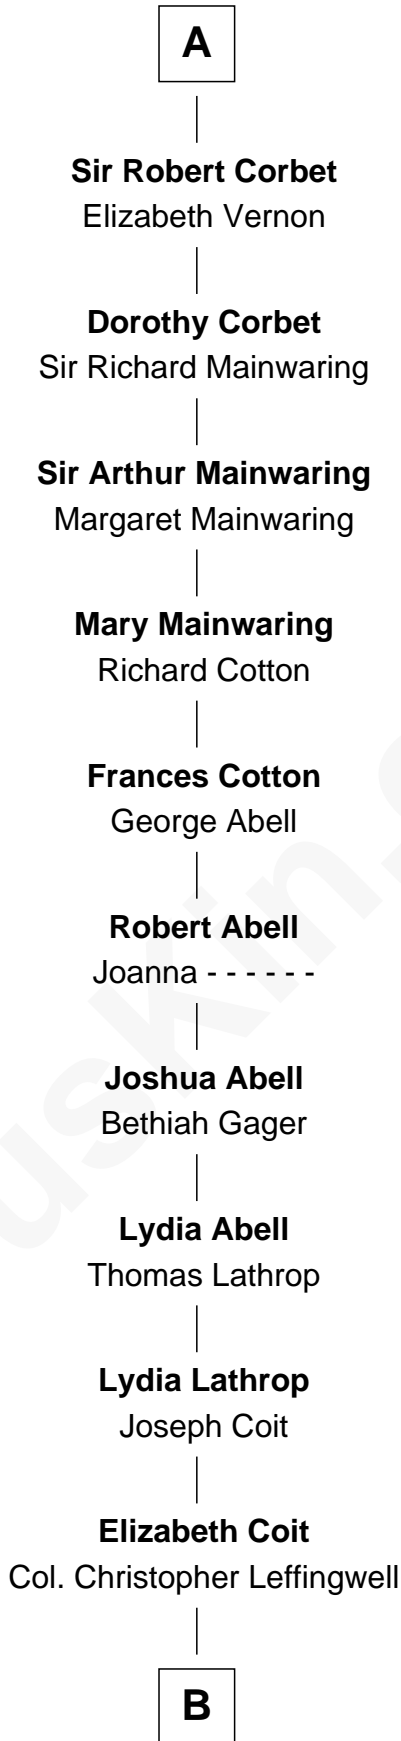 A
Sir Robert Corbet
Elizabeth Vernon
Dorothy Corbet
Sir Richard Mainwaring
Sir Arthur Mainwaring
Margaret Mainwaring
Mary Mainwaring
Richard Cotton
Frances Cotton
George Abell
Robert Abell
Joanna - - - - - -
Joshua Abell
Bethiah Gager
Lydia Abell
Thomas Lathrop
Lydia Lathrop
Joseph Coit
Elizabeth Coit
Col. Christopher Leffingwell
B